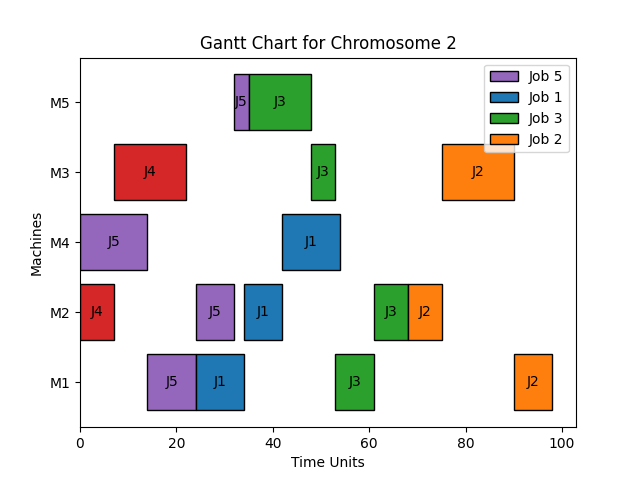 Gantt Chart for Chromosome 2
Job 5
Job 1
Job 3
Job 2
M5
J5 J3
M3
J4 J3 J2
M4
J5 J1
M2
J4 J5 J1 J3 J2
M1
J5 J1 J3 J2
0 20 40 60 80 100
Time Units
Machines